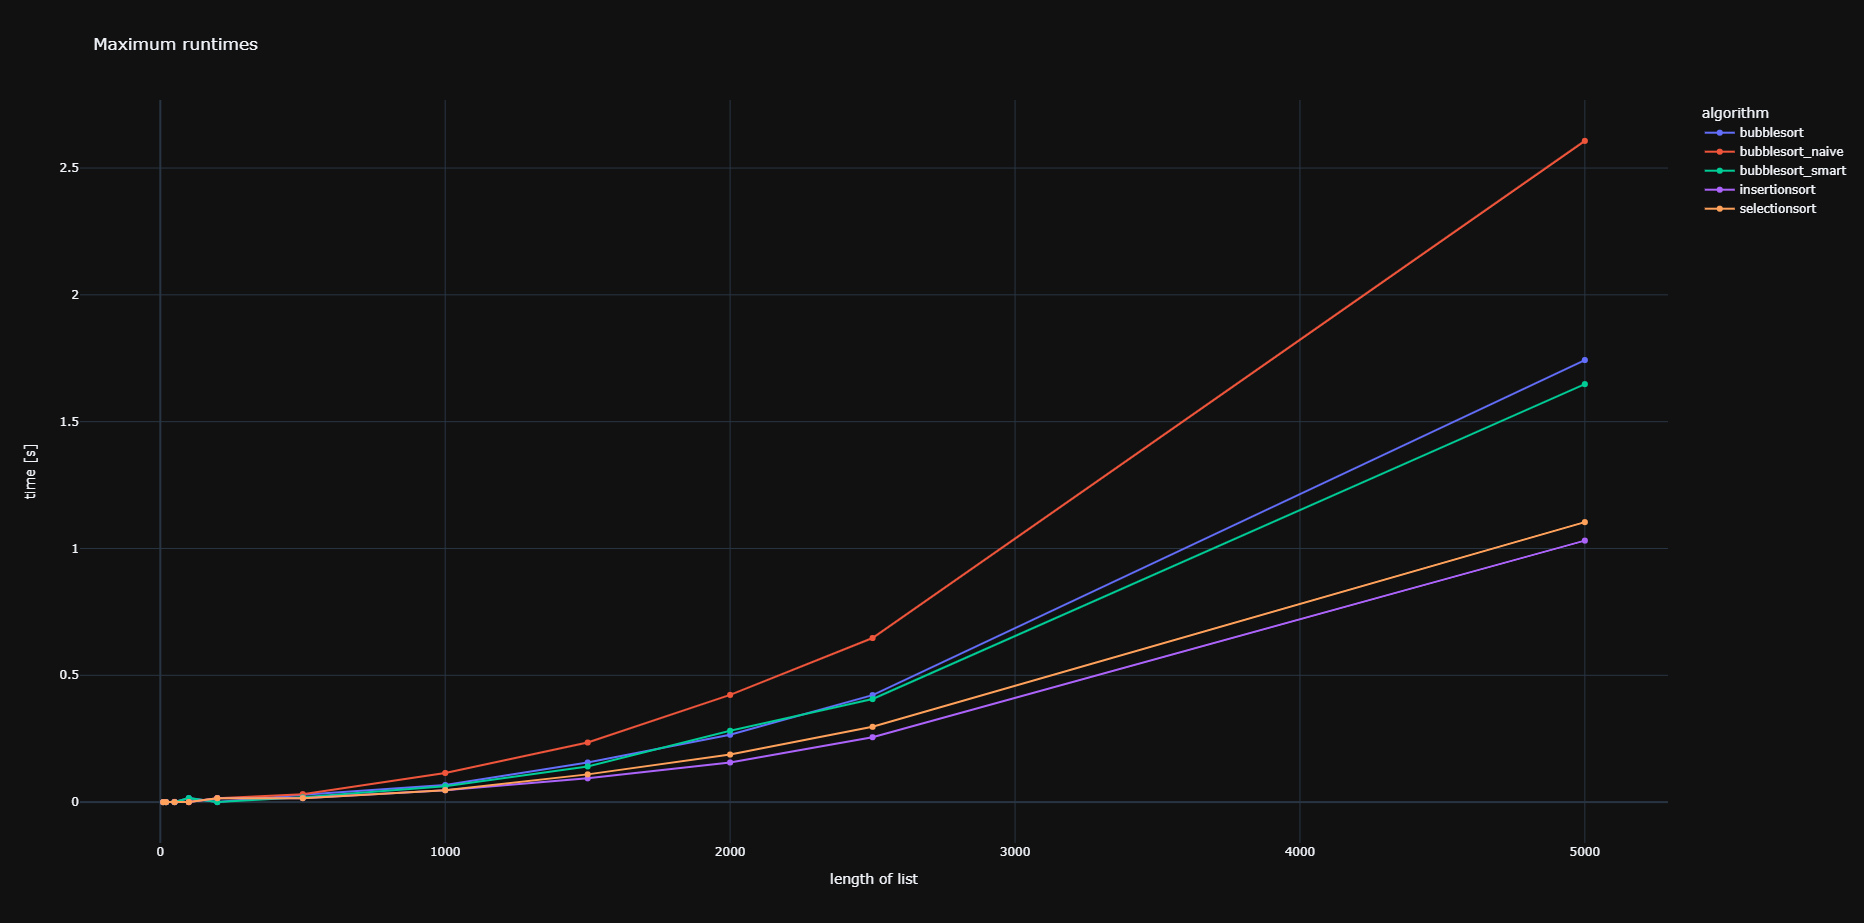 Maximum runtimes
algorithm
bubblesort
bubblesort_naive
bubblesort_smart
insertionsort
selectionsort
2.5
2
1.5
1
0.5
0
time [s]
0 1000 2000 3000 4000 5000
length of list